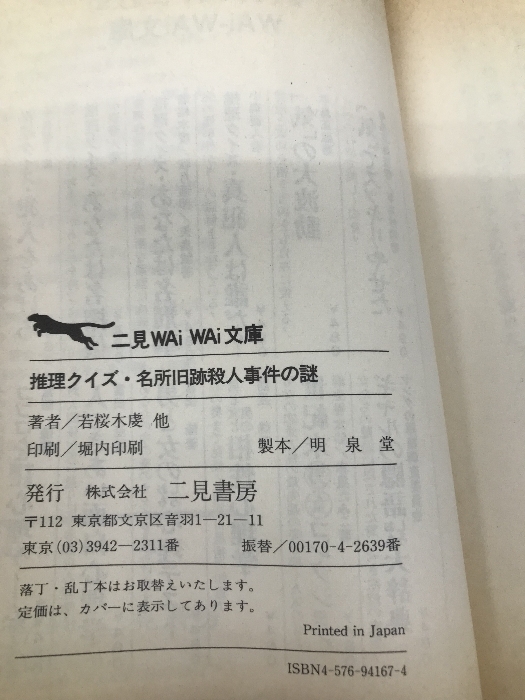 二見WAi WAi文庫
推理クイズ・名所旧跡殺人事件の謎
著者／若桜木虔 他
印刷／堀内印刷 製本／明泉堂
発行 株式会社 二見書房
〒112 東京都文京区音羽1―21―11
東京(03)3942―2311番 振替／00170-4-2639番
落丁・乱丁本はお取替えいたします。
定価は、カバーに表示してあります。
Printed in Japan
ISBN4-576-94167-4